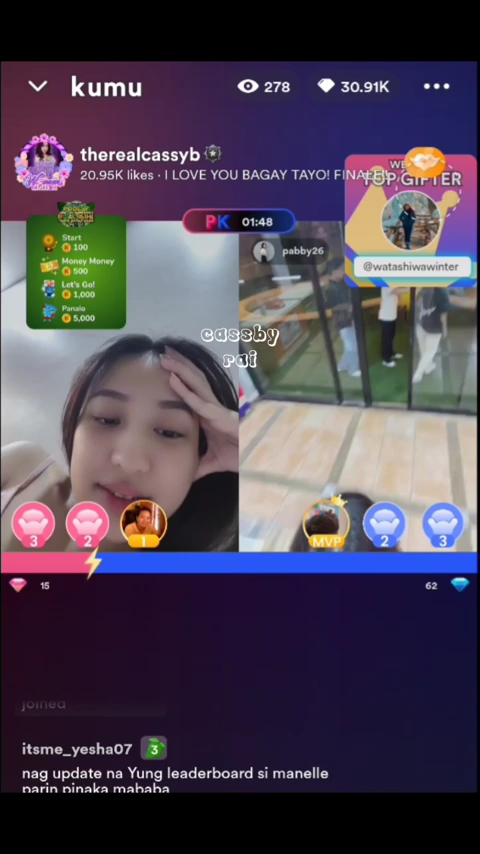 kumu
278
30.91K
therealcassyb
20.95K likes · I LOVE YOU BAGAY TAYO! FINALE!
TOP GIFTER
@watashiwawinter
PK 01:48
CASH
Start
100
Money Money
500
Let's Go!
1,000
Panalo
5,000
pabby26
cassby
rai
3
2
1
MVP
2
3
15
62
joined
itsme_yesha07
3
nag update na Yung leaderboard si manelle
parin pinaka mababa